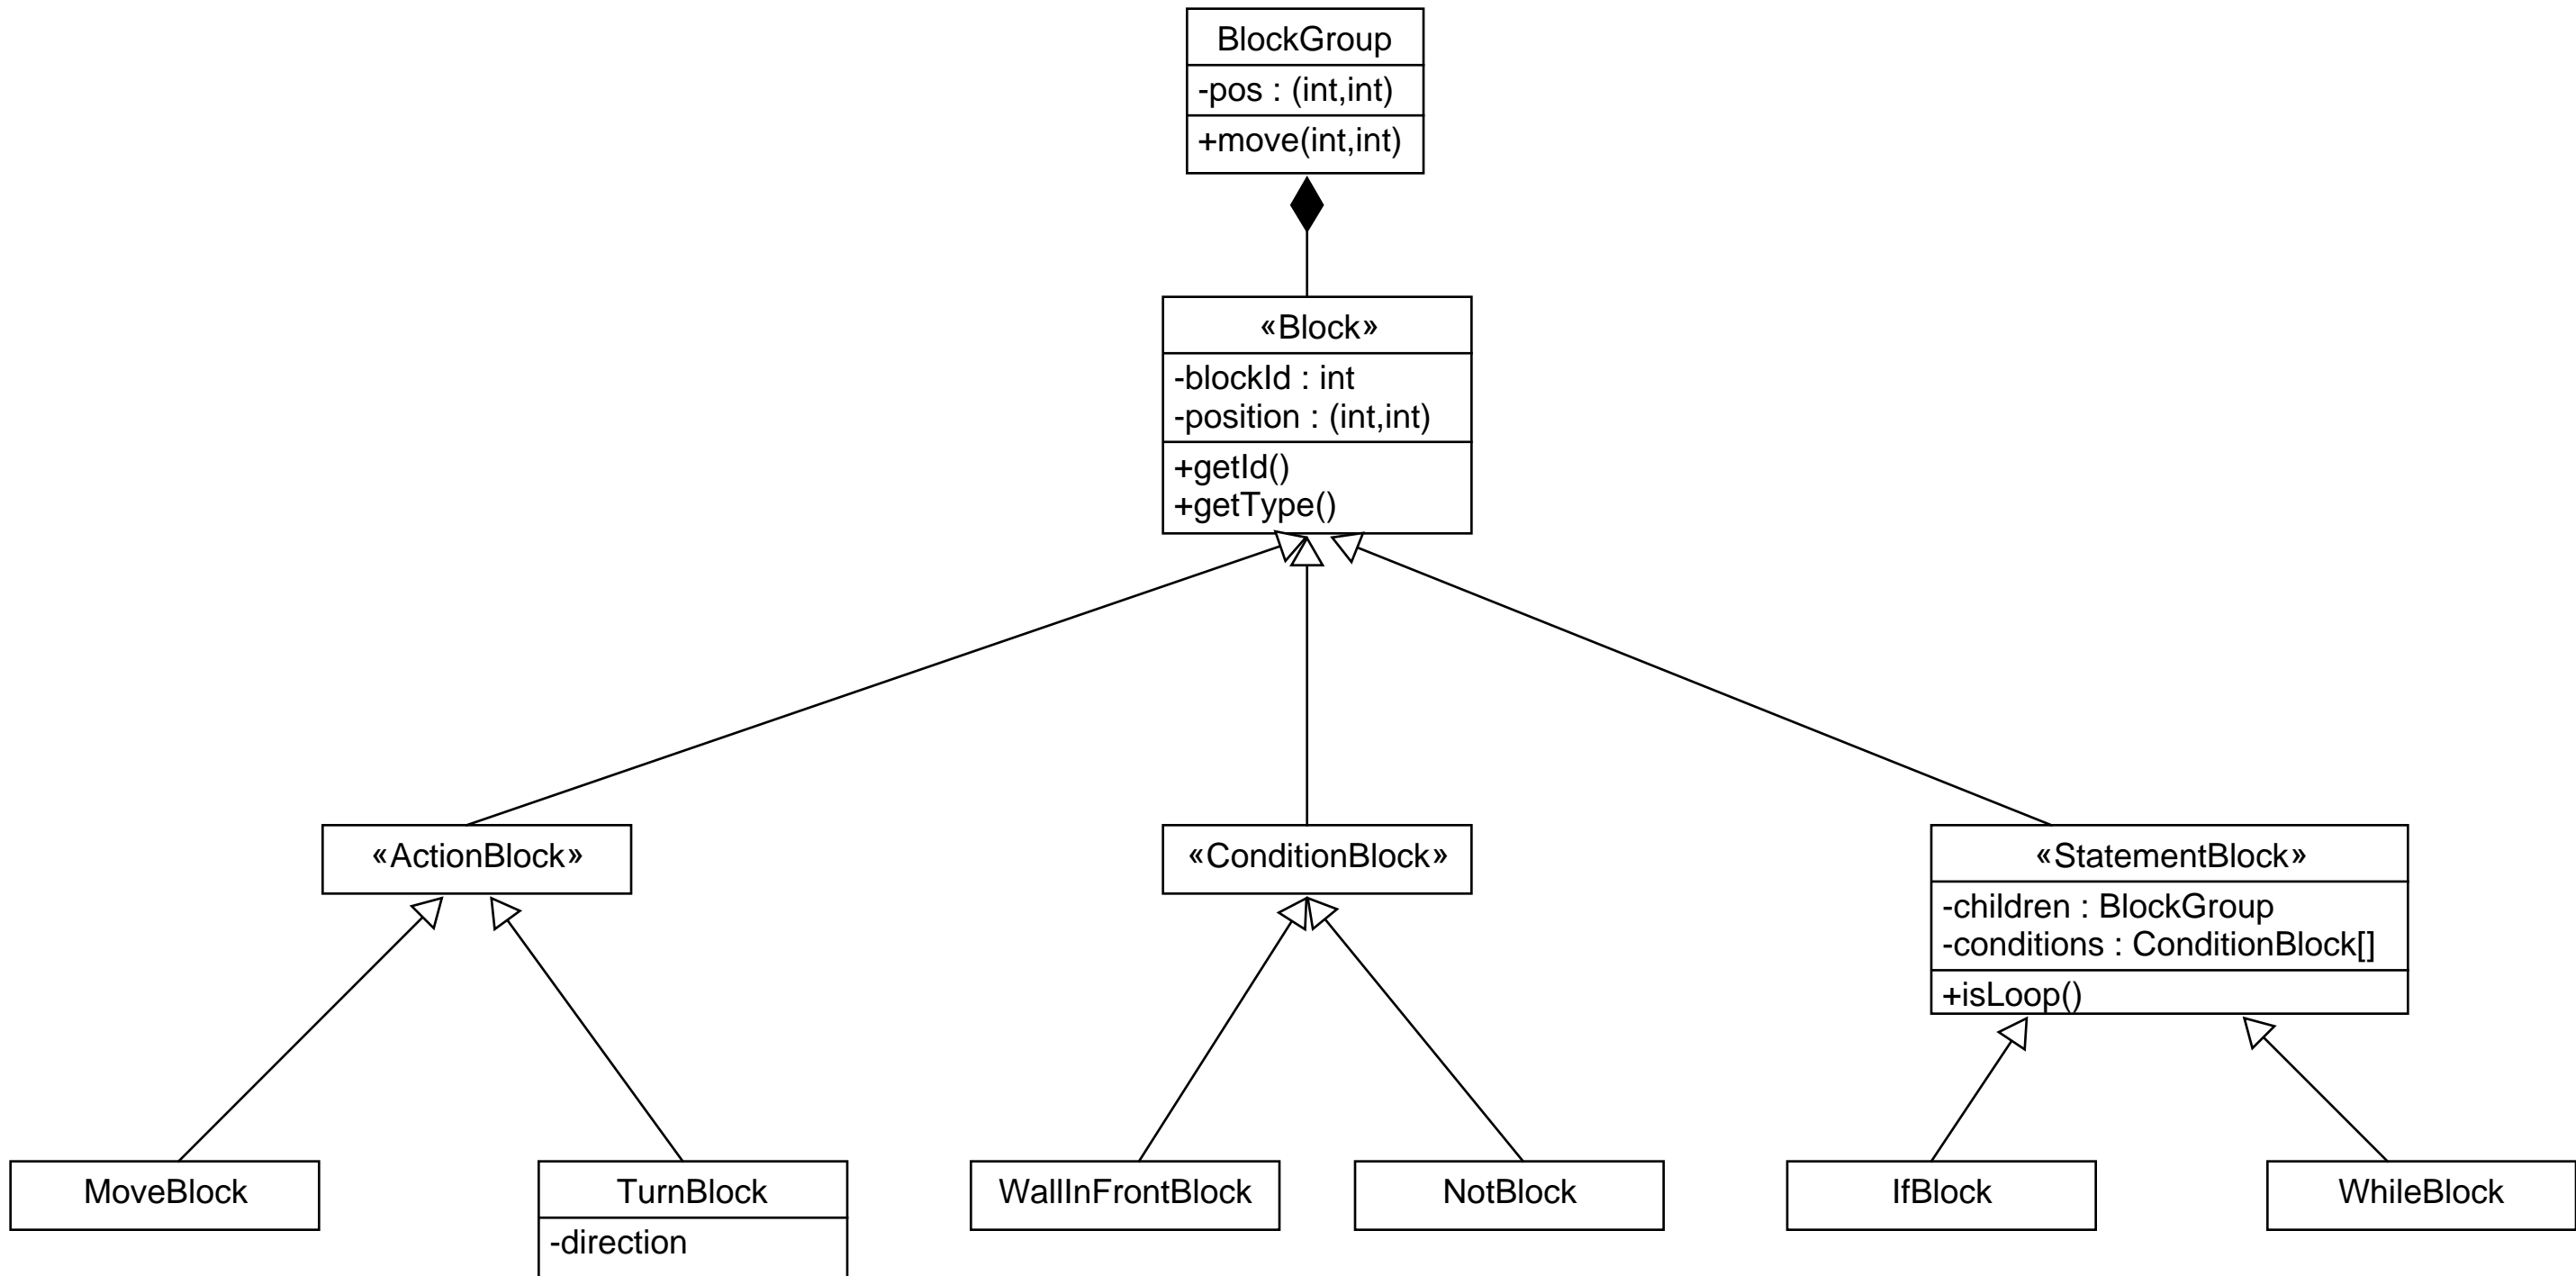 BlockGroup
-pos : (int,int)
+move(int,int)
«Block»
-blockId : int
-position : (int,int)
+getId()
+getType()
«ActionBlock»
«ConditionBlock»
«StatementBlock»
-children : BlockGroup
-conditions : ConditionBlock[]
+isLoop()
MoveBlock
TurnBlock
-direction
WallInFrontBlock
NotBlock
IfBlock
WhileBlock